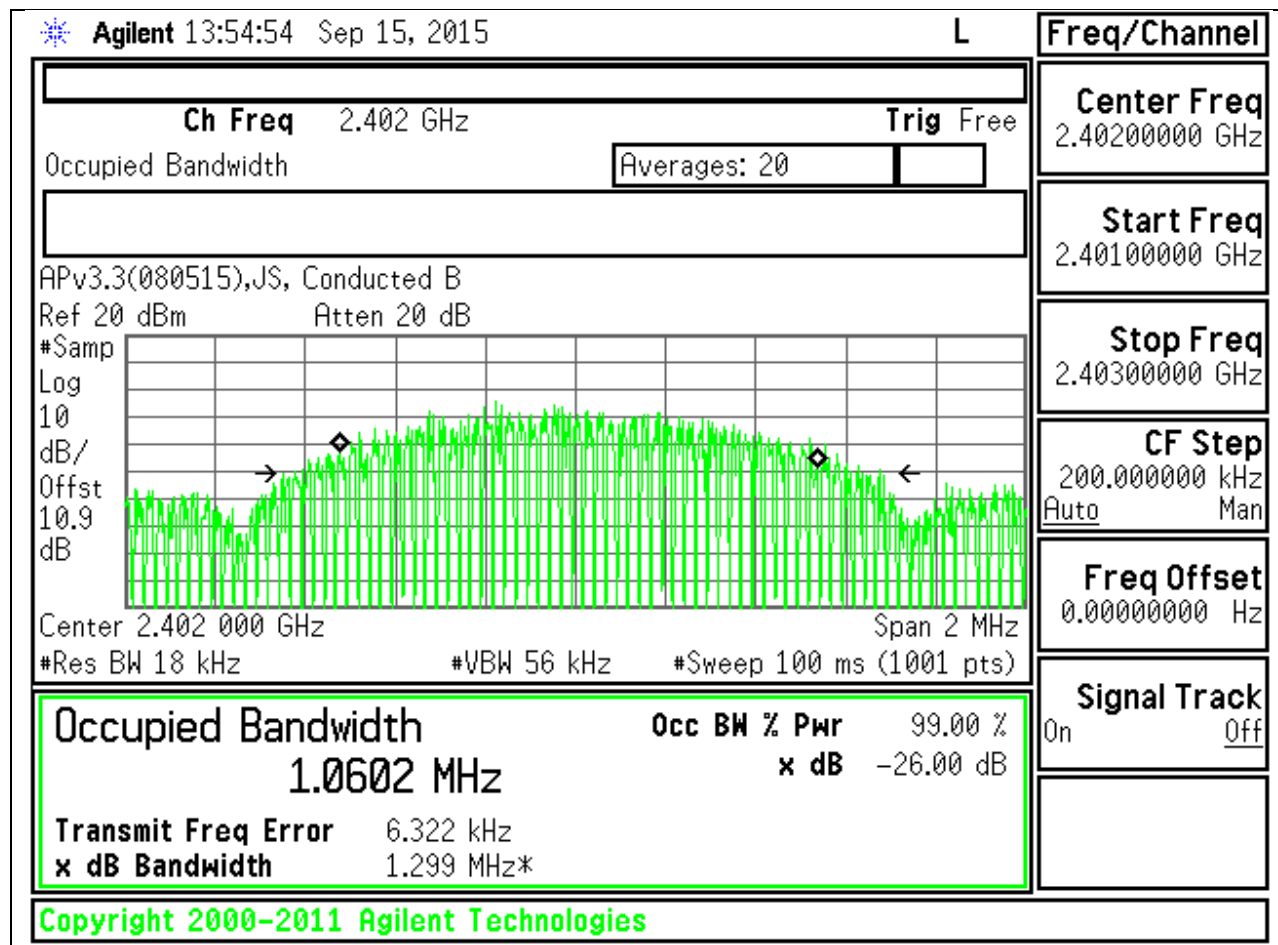 Agilent 13:54:54 Sep 15, 2015 L
Ch Freq 2.402 GHz Trig Free
Occupied Bandwidth Averages: 20
APv3.3(080515),JS, Conducted B
Ref 20 dBm Atten 20 dB
#Samp
Log
10
dB/
Offst
10.9
dB
Center 2.402 000 GHz Span 2 MHz
#Res BW 18 kHz #VBW 56 kHz #Sweep 100 ms (1001 pts)
Occupied Bandwidth Occ BW % Pwr 99.00 %
1.0602 MHz x dB -26.00 dB
Transmit Freq Error 6.322 kHz
x dB Bandwidth 1.299 MHz*
Copyright 2000-2011 Agilent Technologies
Freq/Channel
Center Freq
2.40200000 GHz
Start Freq
2.40100000 GHz
Stop Freq
2.40300000 GHz
CF Step
200.000000 kHz
Auto Man
Freq Offset
0.00000000 Hz
Signal Track
On Off